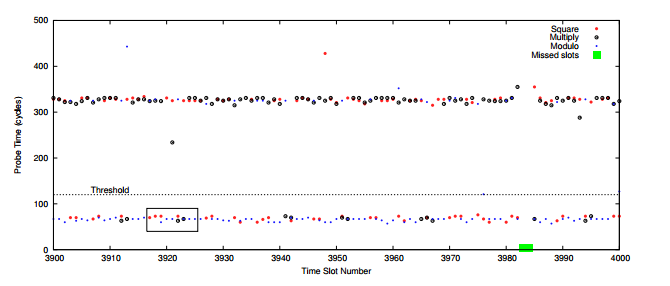 500
400
300
200
100
0
Probe Time (cycles)
Square
Multiply
Modulo
Missed slots
Threshold
3900 3910 3920 3930 3940 3950 3960 3970 3980 3990 4000
Time Slot Number